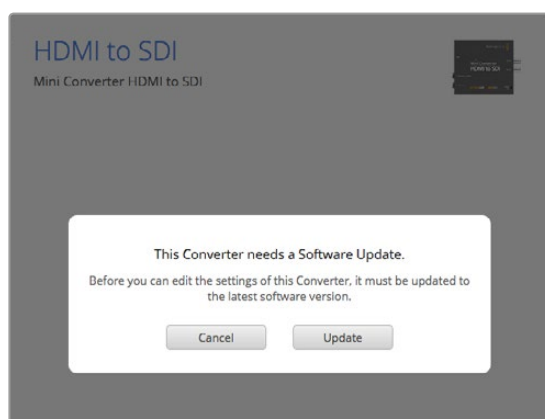 HDMI to SDI
Mini Converter HDMI to SDI
This Converter needs a Software Update.
Before you can edit the settings of this Converter, it must be updated to
the latest software version.
Cancel
Update